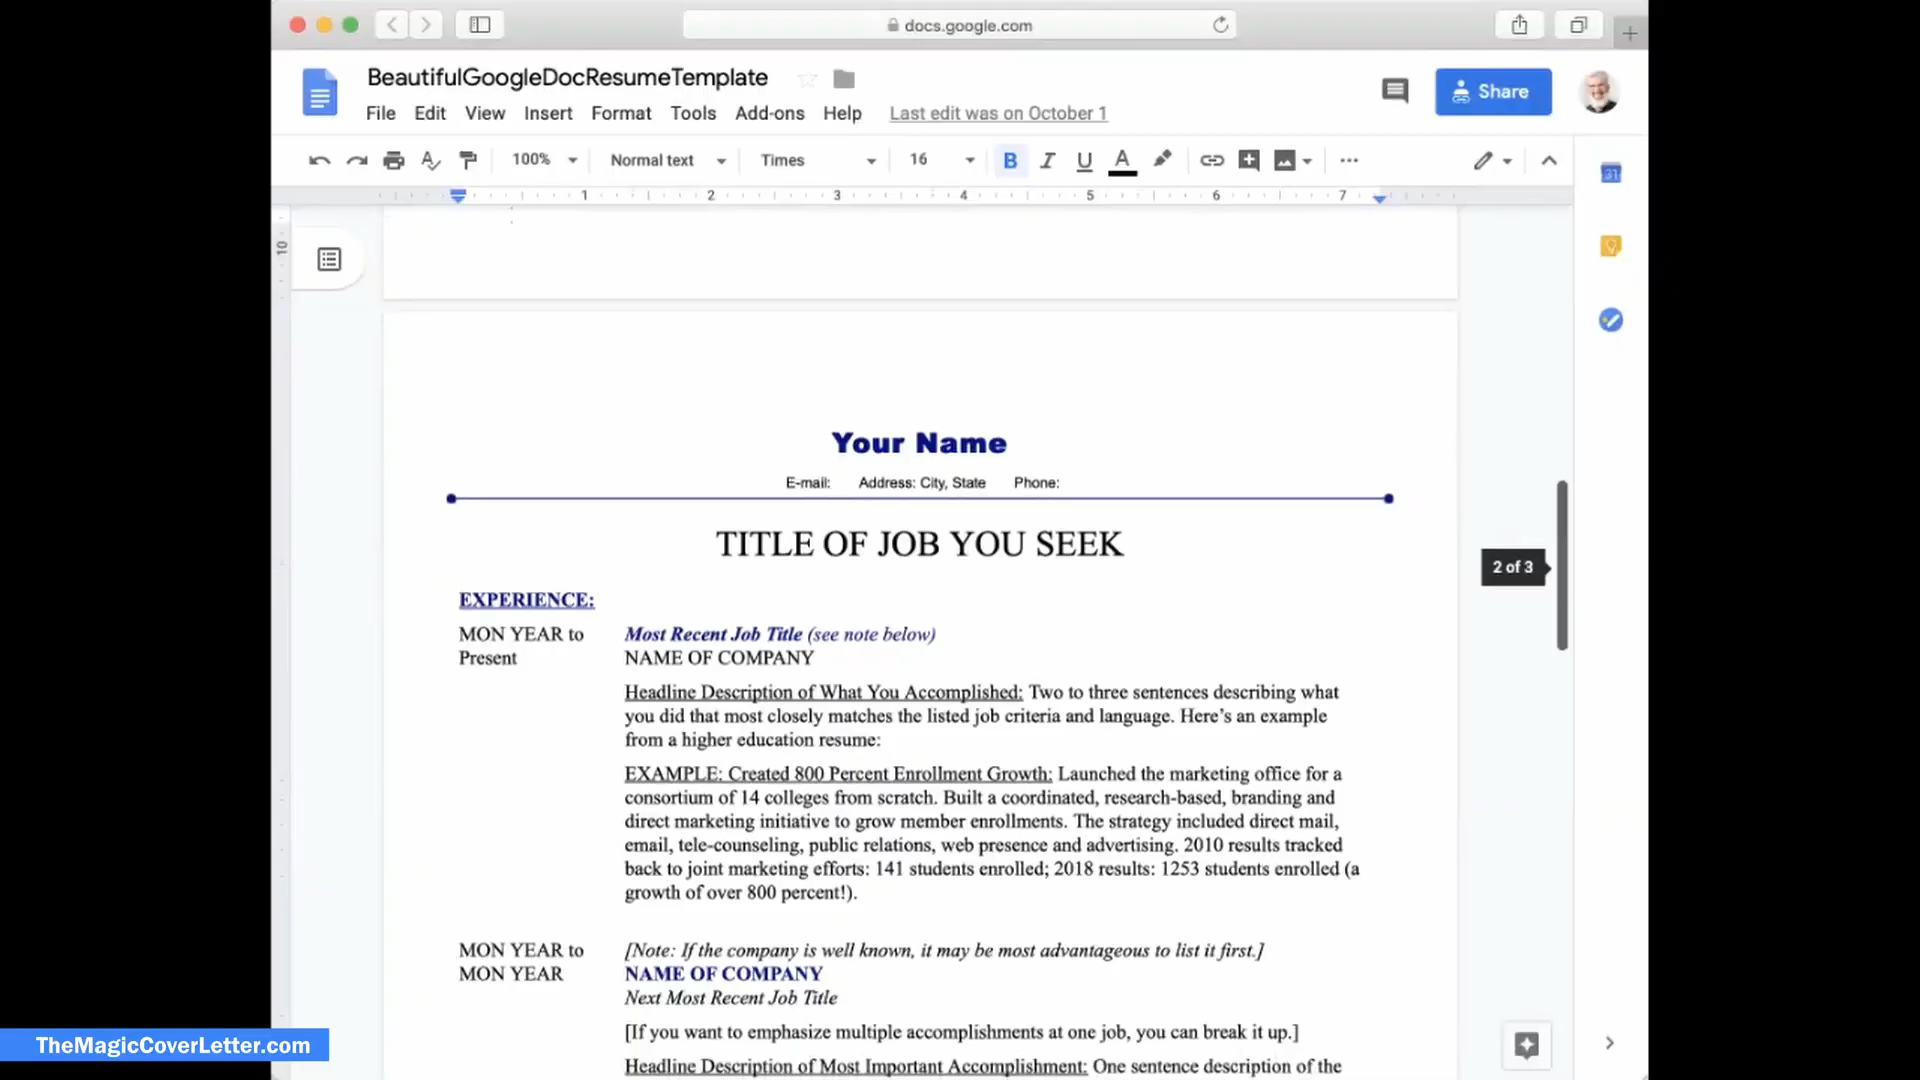 docs.google.com
BeautifulGoogleDocResumeTemplate
File Edit View Insert Format Tools Add-ons Help Last edit was on October 1
Share
100% Normal text Times 16 B I U A
1 2 3 4 5 6 7
10
31
Your Name
E-mail: Address: City, State Phone:
TITLE OF JOB YOU SEEK
2 of 3
EXPERIENCE:
MON YEAR to Most Recent Job Title (see note below)
Present NAME OF COMPANY
Headline Description of What You Accomplished: Two to three sentences describing what
you did that most closely matches the listed job criteria and language. Here’s an example
from a higher education resume:
EXAMPLE: Created 800 Percent Enrollment Growth: Launched the marketing office for a
consortium of 14 colleges from scratch. Built a coordinated, research-based, branding and
direct marketing initiative to grow member enrollments. The strategy included direct mail,
email, tele-counseling, public relations, web presence and advertising. 2010 results tracked
back to joint marketing efforts: 141 students enrolled; 2018 results: 1253 students enrolled (a
growth of over 800 percent!).
MON YEAR to [Note: If the company is well known, it may be most advantageous to list it first.]
MON YEAR NAME OF COMPANY
Next Most Recent Job Title
[If you want to emphasize multiple accomplishments at one job, you can break it up.]
Headline Description of Most Important Accomplishment: One sentence description of the
TheMagicCoverLetter.com